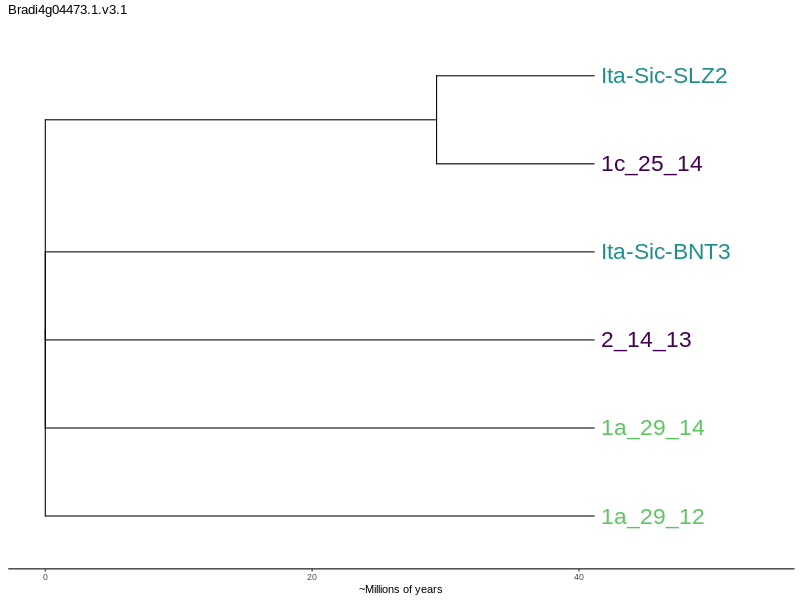 Bradi4g04473.1.v3.1
Ita-Sic-SLZ2
1c_25_14
Ita-Sic-BNT3
2_14_13
1a_29_14
1a_29_12
0 20 40
~Millions of years